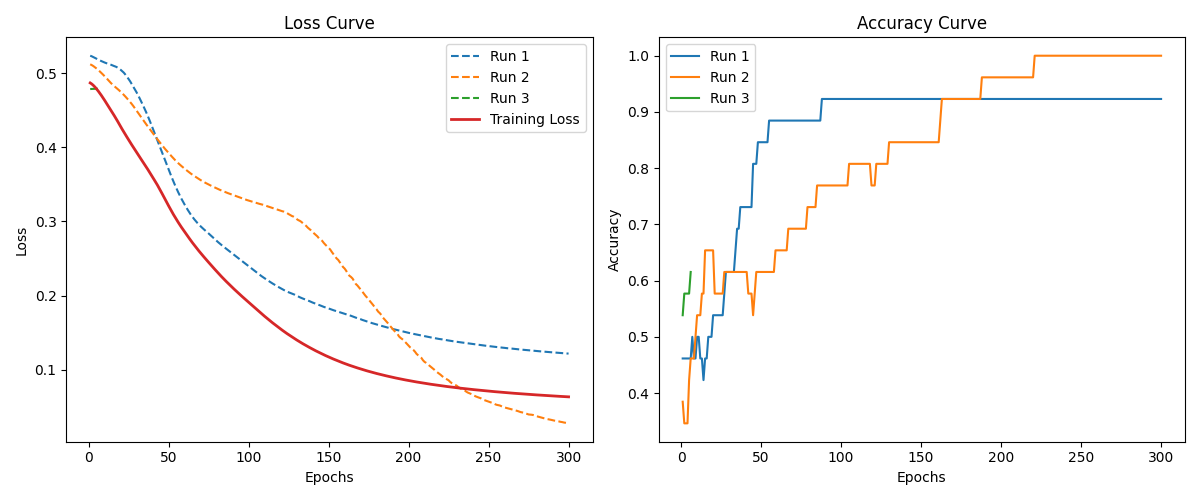 Loss Curve
Run 1
Run 2
Run 3
Training Loss
0.5
0.4
0.3
0.2
0.1
Loss
0 50 100 150 200 250 300
Epochs
Accuracy Curve
Run 1
Run 2
Run 3
1.0
0.9
0.8
0.7
0.6
0.5
0.4
Accuracy
0 50 100 150 200 250 300
Epochs